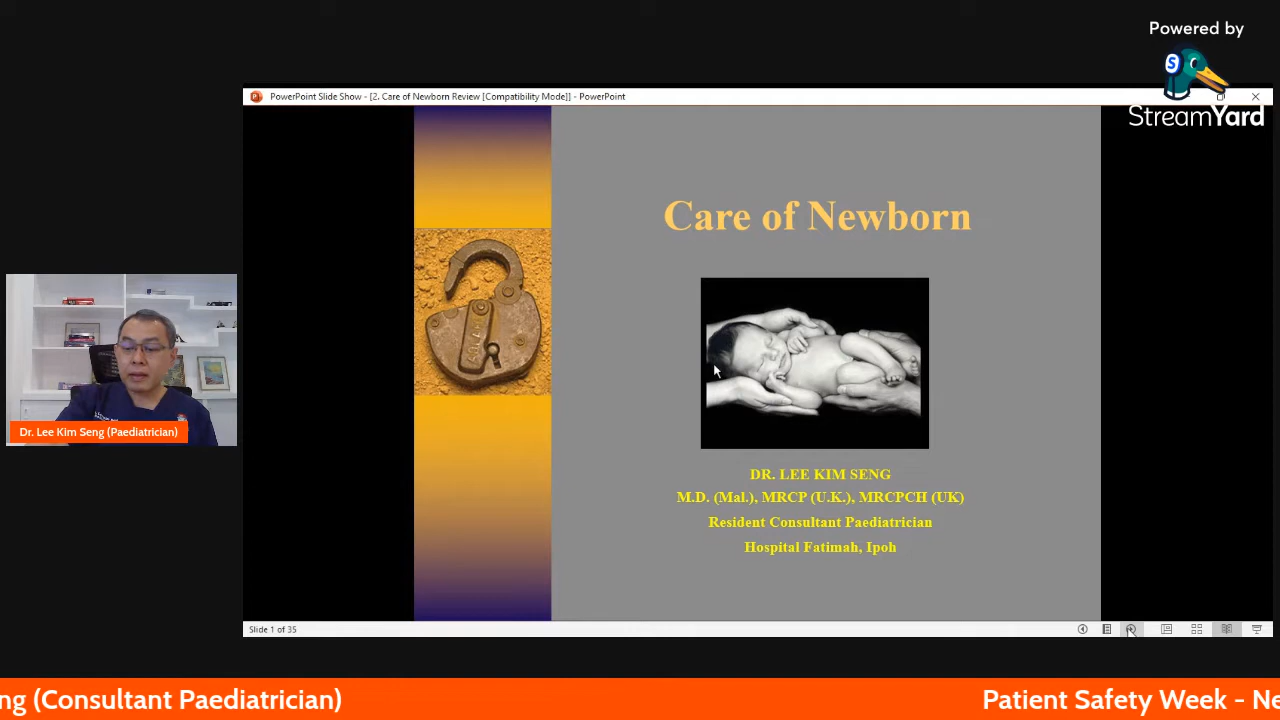 Powered by
StreamYard
PowerPoint Slide Show - [2. Care of Newborn Review [Compatibility Mode]] - PowerPoint
Care of Newborn
DR. LEE KIM SENG
M.D. (Mal.), MRCP (U.K.), MRCPCH (UK)
Resident Consultant Paediatrician
Hospital Fatimah, Ipoh
Dr. Lee Kim Seng (Paediatrician)
Slide 1 of 35
ng (Consultant Paediatrician)
Patient Safety Week - Ne